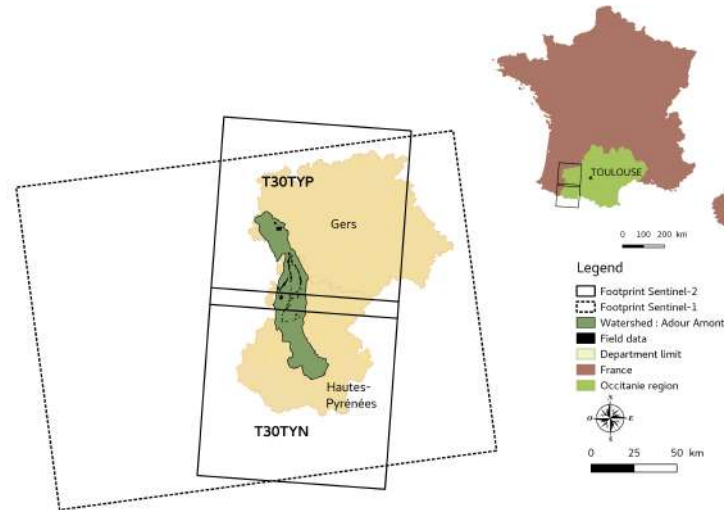 T30TYP
Gers
Hautes-
Pyrénées
T30TYN
TOULOUSE
0 100 200 km
Legend
Footprint Sentinel-2
Footprint Sentinel-1
Watershed : Adour Amont
Field data
Department limit
France
Occitanie region
N
O E
S
0 25 50 km